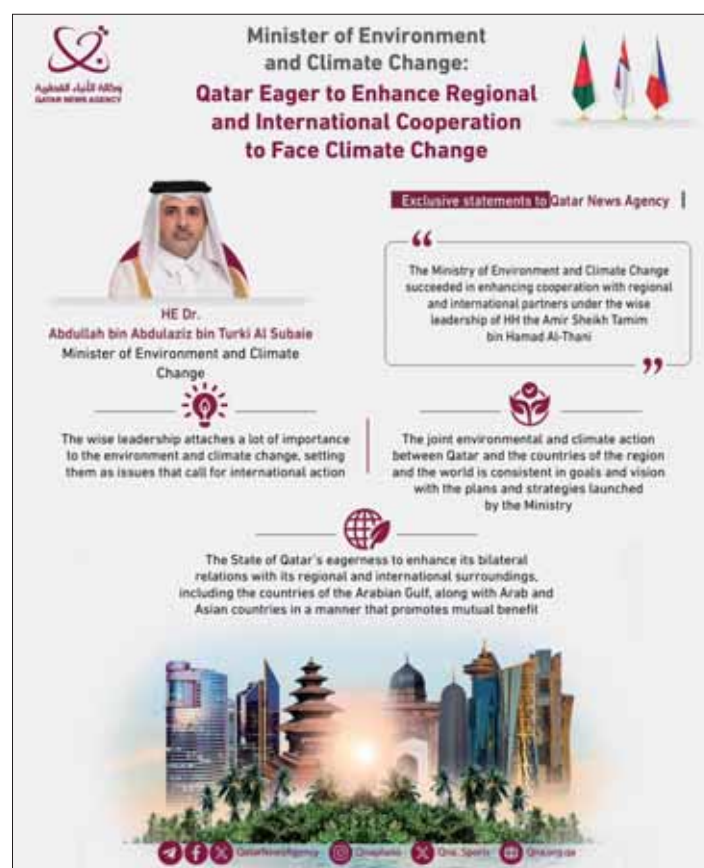 وكالة الأنباء القطرية
QATAR NEWS AGENCY
Minister of Environment
and Climate Change:
Qatar Eager to Enhance Regional
and International Cooperation
to Face Climate Change
HE Dr.
Abdullah bin Abdulaziz bin Turki Al Subaie
Minister of Environment and Climate
Change
Exclusive statements to Qatar News Agency
The Ministry of Environment and Climate Change
succeeded in enhancing cooperation with regional
and international partners under the wise
leadership of HH the Amir Sheikh Tamim
bin Hamad Al-Thani
The wise leadership attaches a lot of importance
to the environment and climate change, setting
them as issues that call for international action
The joint environmental and climate action
between Qatar and the countries of the region
and the world is consistent in goals and vision
with the plans and strategies launched
by the Ministry
The State of Qatar's eagerness to enhance its bilateral
relations with its regional and international surroundings,
including the countries of the Arabian Gulf, along with Arab and
Asian countries in a manner that promotes mutual benefit
QatarNewsAgency Qnaphoto Qna_Sports Qna.org.qa